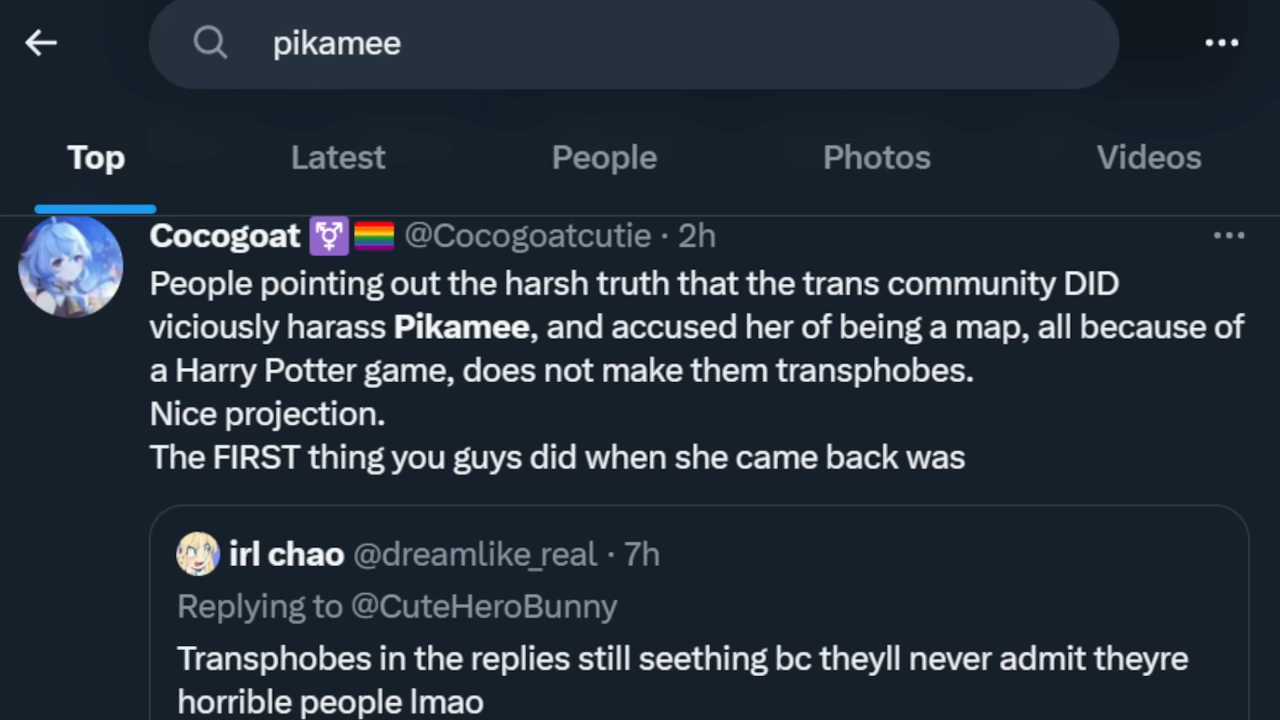 pikamee
Top Latest People Photos Videos
Cocogoat @Cocogoatcutie · 2h
People pointing out the harsh truth that the trans community DID
viciously harass Pikamee, and accused her of being a map, all because of
a Harry Potter game, does not make them transphobes.
Nice projection.
The FIRST thing you guys did when she came back was
irl chao @dreamlike_real · 7h
Replying to @CuteHeroBunny
Transphobes in the replies still seething bc theyll never admit theyre
horrible people lmao